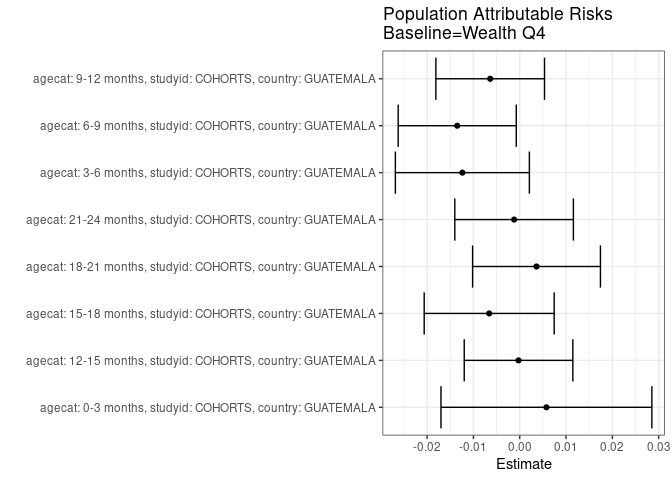 Population Attributable Risks
Baseline=Wealth Q4
agecat: 9-12 months, studyid: COHORTS, country: GUATEMALA
agecat: 6-9 months, studyid: COHORTS, country: GUATEMALA
agecat: 3-6 months, studyid: COHORTS, country: GUATEMALA
agecat: 21-24 months, studyid: COHORTS, country: GUATEMALA
agecat: 18-21 months, studyid: COHORTS, country: GUATEMALA
agecat: 15-18 months, studyid: COHORTS, country: GUATEMALA
agecat: 12-15 months, studyid: COHORTS, country: GUATEMALA
agecat: 0-3 months, studyid: COHORTS, country: GUATEMALA
-0.02 -0.01 0.00 0.01 0.02 0.03
Estimate